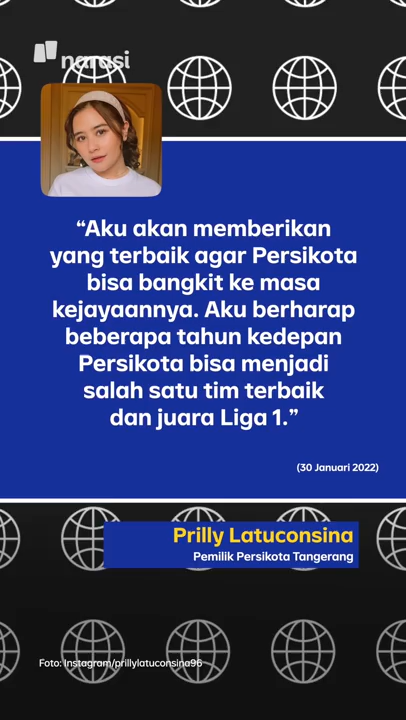 narasi
“Aku akan memberikan
yang terbaik agar Persikota
bisa bangkit ke masa
kejayaannya. Aku berharap
beberapa tahun kedepan
Persikota bisa menjadi
salah satu tim terbaik
dan juara Liga 1.”
(30 Januari 2022)
Prilly Latuconsina
Pemilik Persikota Tangerang
Foto: Instagram/prillylatuconsina96